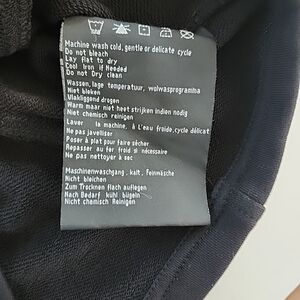 Machine wash cold, gentle or delicate cycle
Do not bleach
Lay flat to dry
Cool Iron if Needed
Do not Dry clean
Wassen, lage temperatuur, wolwasprogramma
Niet bleken
Vlakliggend drogen
Warm maar niet heet strijken indien nodig
Niet chemisch reinigen
Laver la machine, à L'eau froide,cycle délicat
Ne pas javelliser
Poser à plat pour faire sécher
Repasser au fer froid si nécessaire
Ne pas nettoyer à sec
Maschinenwaschgang, kalt, Feinwäsche
Nicht bleichen
Zum Trocknen flach auflegen
Nach Bedarf kühl bügeln
Nicht chemisch Reinigen